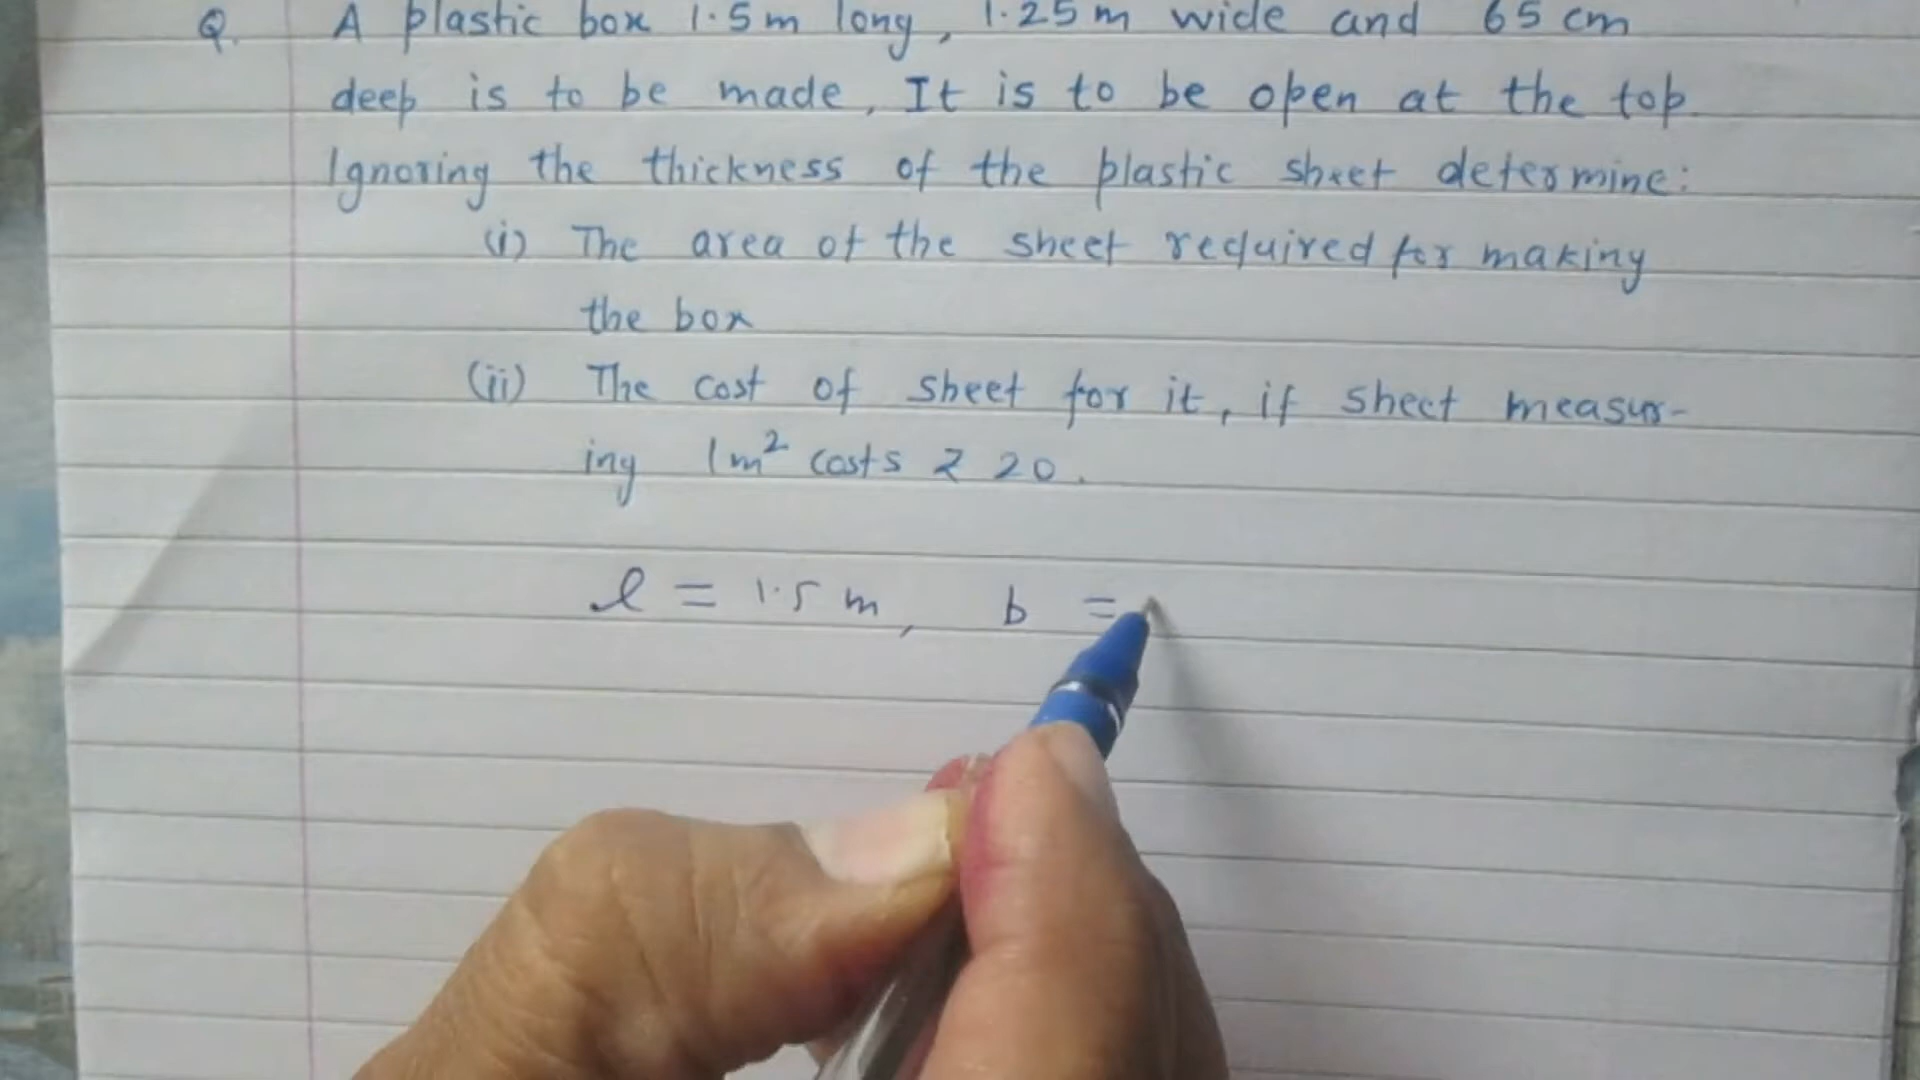 Q. A plastic box 1.5 m long, 1.25 m wide and 65 cm
deep is to be made. It is to be open at the top.
Ignoring the thickness of the plastic sheet determine:
(i) The area of the sheet required for making
the box
(ii) The cost of sheet for it, if sheet measur-
ing 1m² costs ₹ 20.
l = 1.5 m, b =